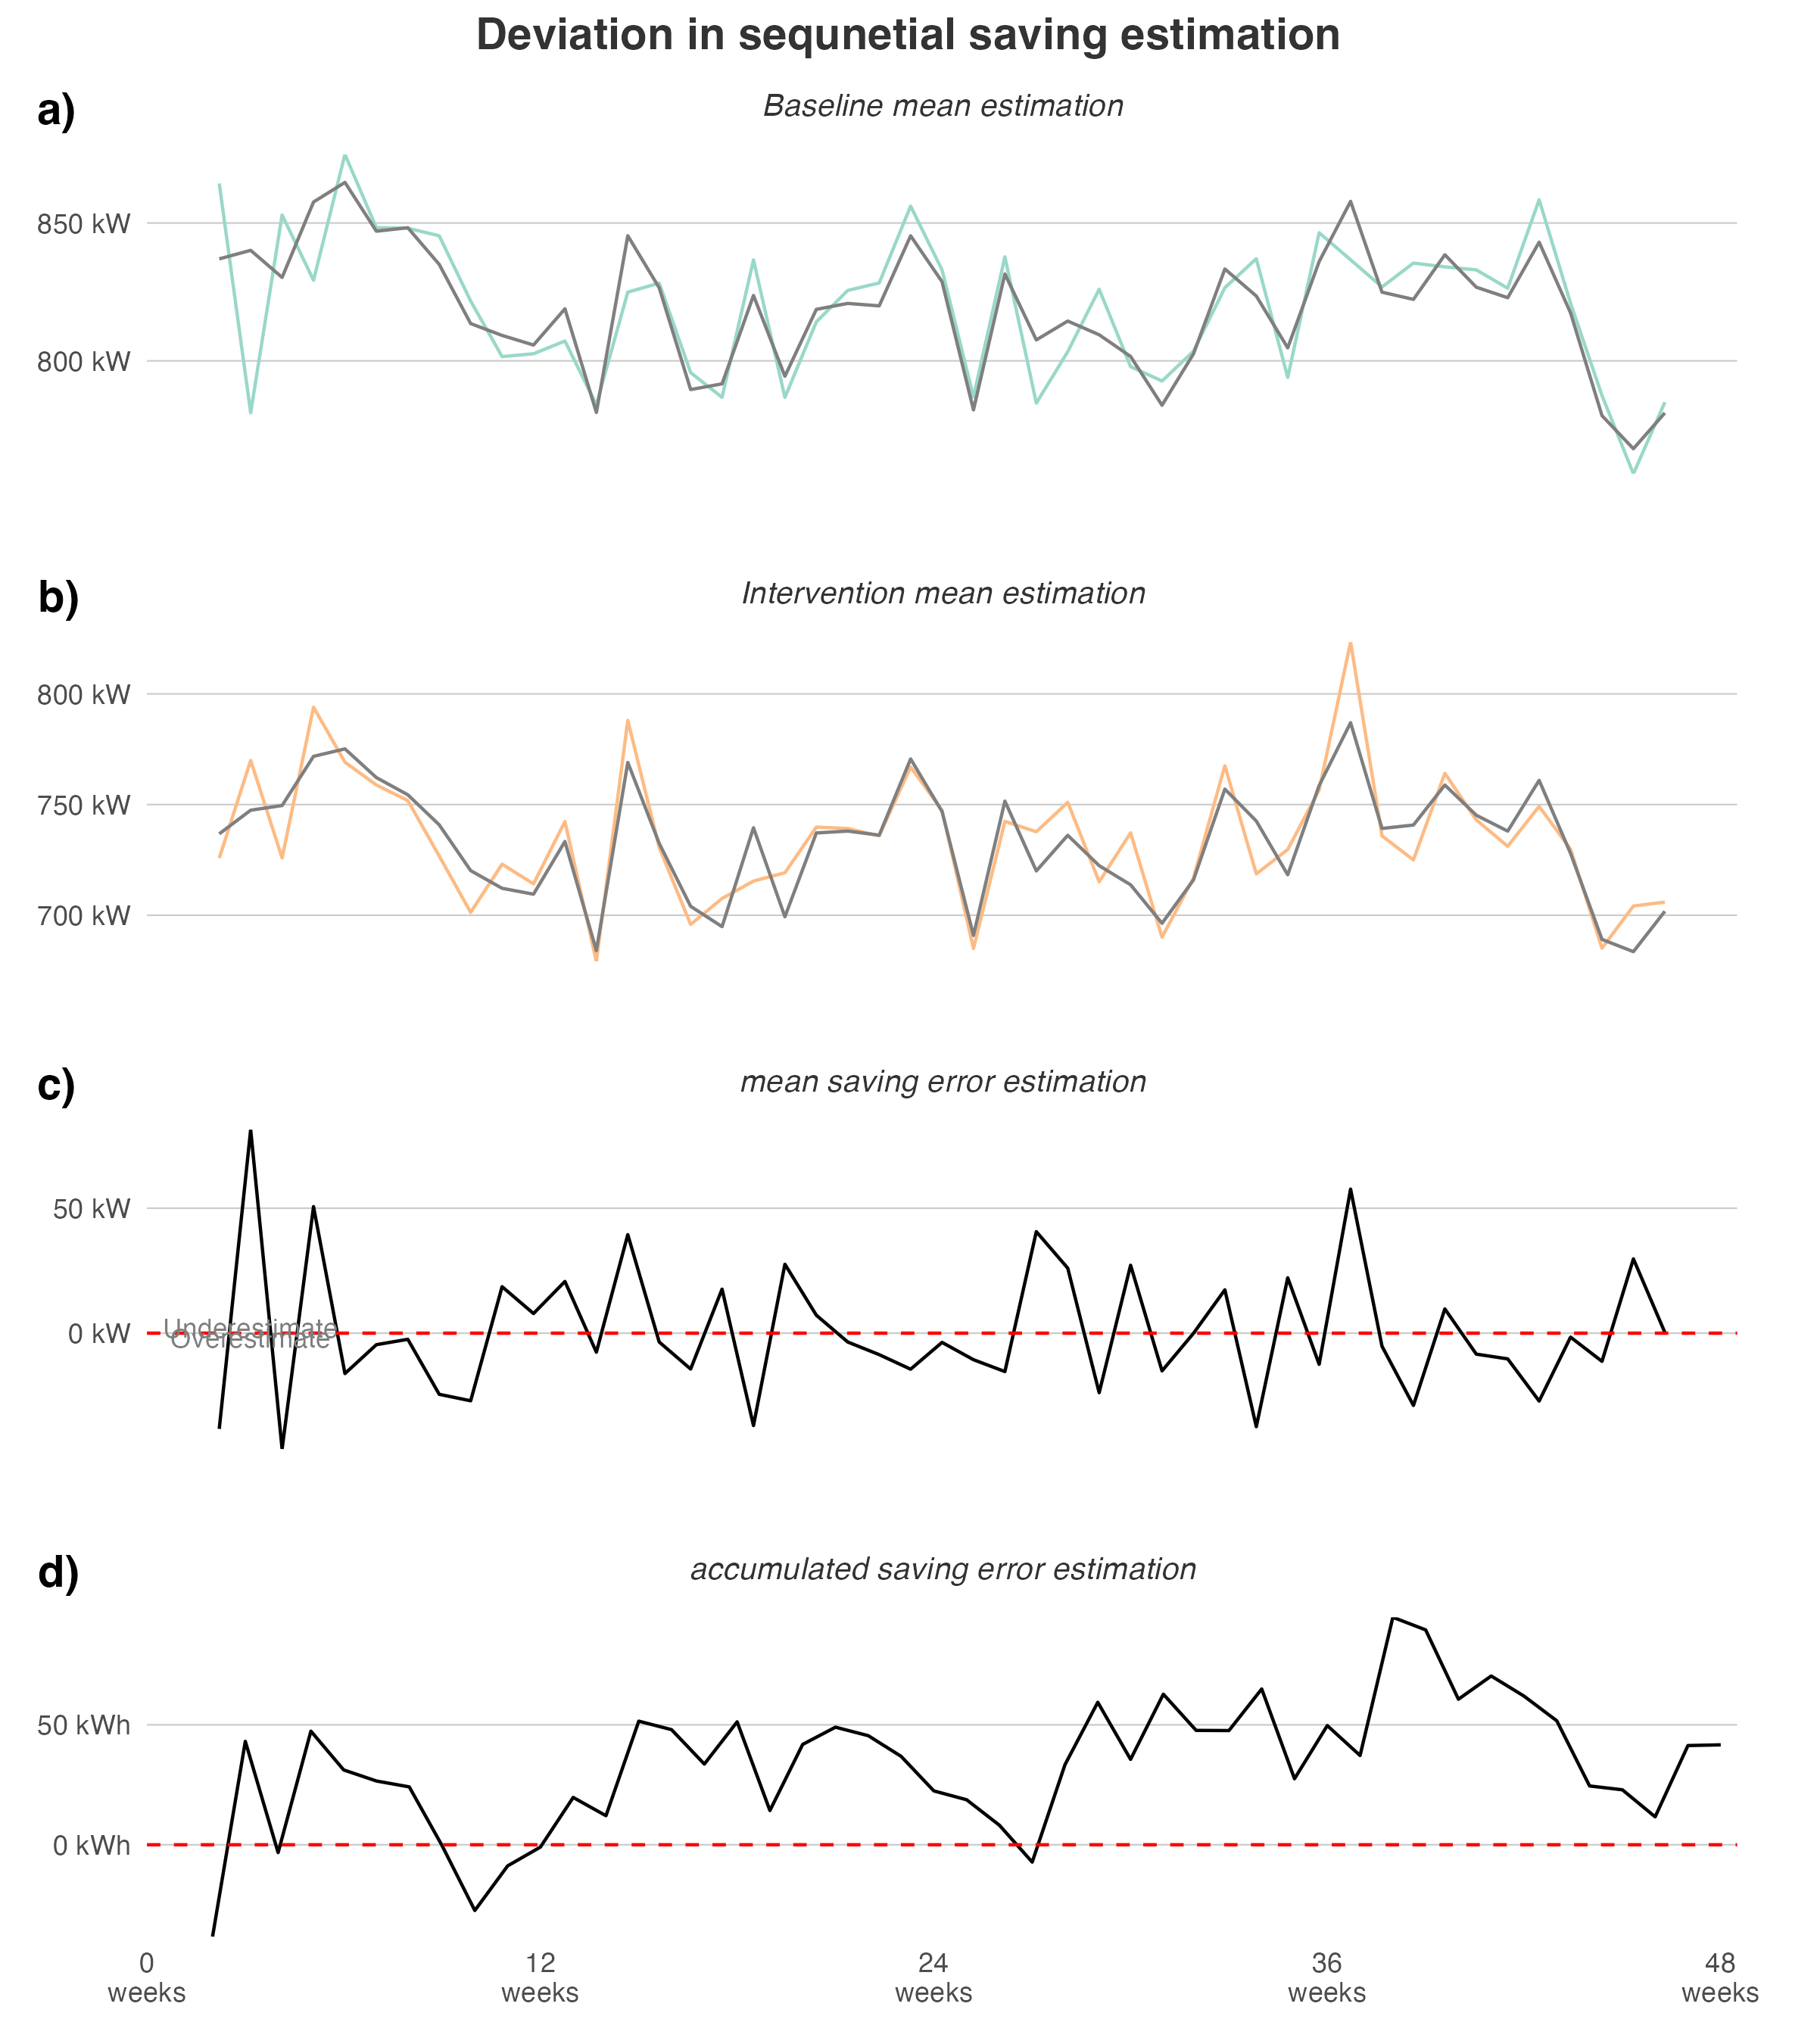 Deviation in sequnetial saving estimation
a)
Baseline mean estimation
850 kW
800 kW
b)
Intervention mean estimation
800 kW
750 kW
700 kW
c)
mean saving error estimation
50 kW
Underestimate
0 kW
Overestimate
d)
accumulated saving error estimation
50 kWh
0 kWh
0 12 24 36 48
weeks weeks weeks weeks weeks